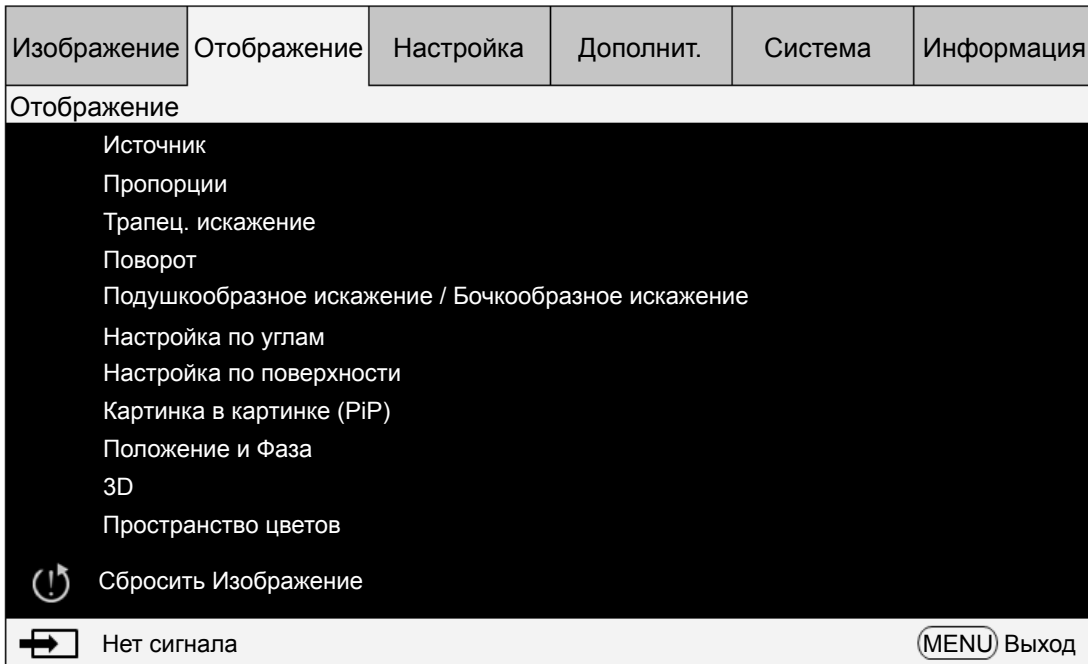 Изображение Отображение Настройка Дополнит. Система Информация
Отображение
Источник
Пропорции
Трапец. искажение
Поворот
Подушкообразное искажение / Бочкообразное искажение
Настройка по углам
Настройка по поверхности
Картинка в картинке (PiP)
Положение и Фаза
3D
Пространство цветов
Сбросить Изображение
Нет сигнала MENU Выход